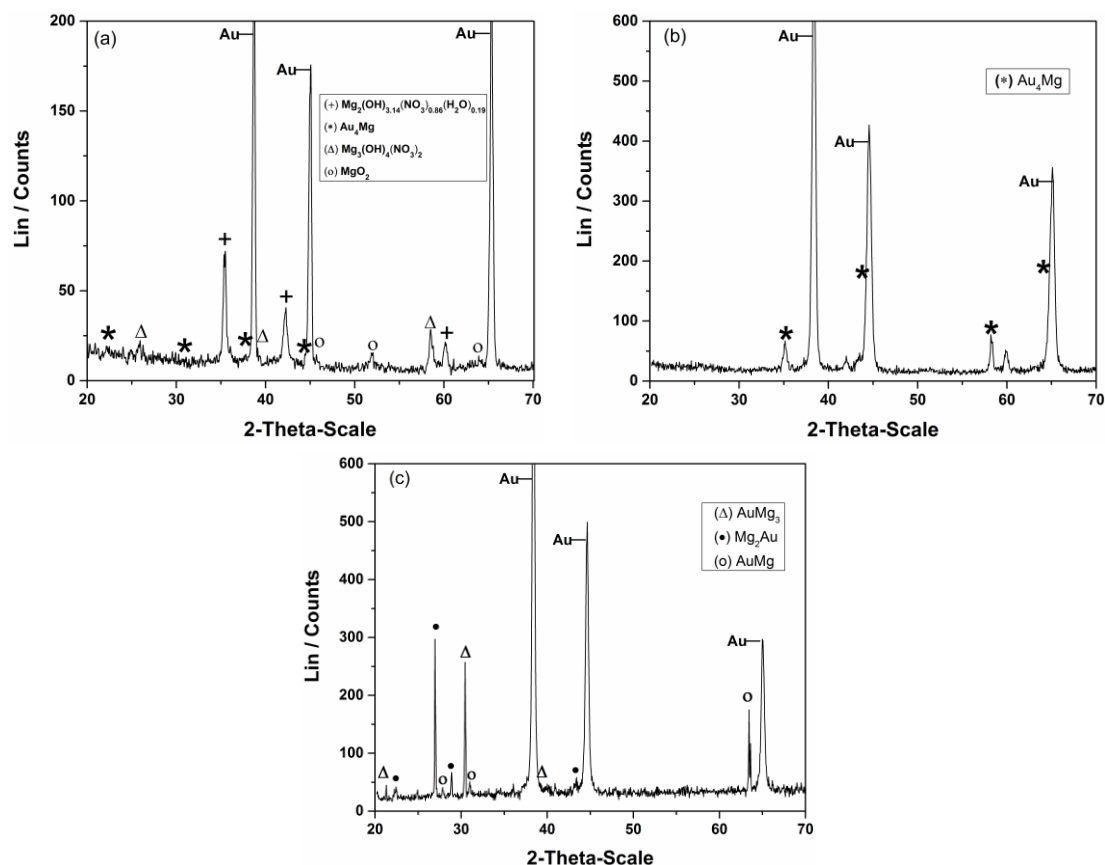 (a)
Au
Au
Au
(+) Mg₂(OH)₃.₁₄(NO₃)₀.₈₆(H₂O)₀.₁₉
(*) Au₄Mg
(Δ) Mg₃(OH)₄(NO₃)₂
(o) MgO₂
200
150
100
50
0
20 30 40 50 60 70
Lin / Counts
2-Theta-Scale
(b)
Au
Au
Au
(*) Au₄Mg
600
500
400
300
200
100
0
20 30 40 50 60 70
Lin / Counts
2-Theta-Scale
(c)
Au
Au
Au
(Δ) AuMg₃
(•) Mg₂Au
(o) AuMg
600
500
400
300
200
100
0
20 30 40 50 60 70
Lin / Counts
2-Theta-Scale